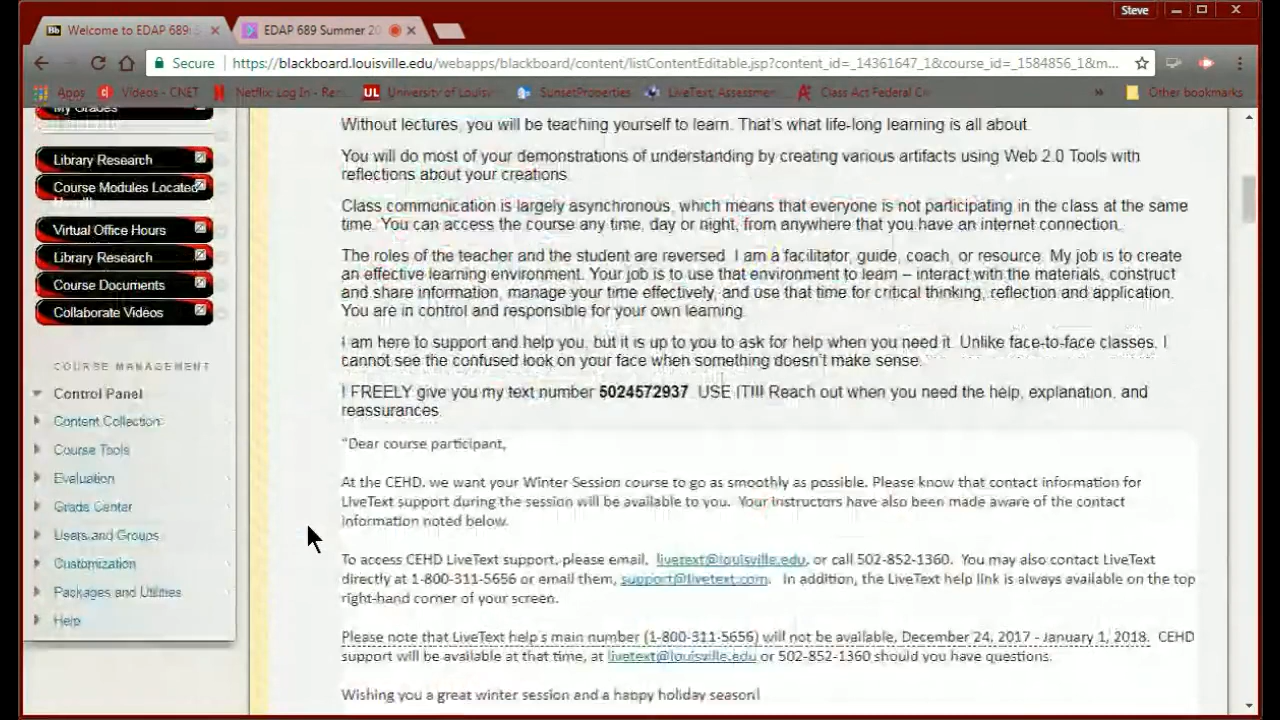 Steve
Welcome to EDAP 689:
EDAP 689 Summer 20
Secure
https://blackboard.louisville.edu/webapps/blackboard/content/listContentEditable.jsp?content_id=_14361647_1&course_id=_1584856_1&m...
Apps
Videos - CNET
Netflix Log In - Re
UL
University of Louisv
SunsetProperties
LiveText Assessmen
Class Act Federal Cr
Other bookmarks
My Grades
Library Research
Course Modules Located
Virtual Office Hours
Library Research
Course Documents
Collaborate Videos
COURSE MANAGEMENT
Control Panel
Content Collection
Course Tools
Evaluation
Grade Center
Users and Groups
Customization
Packages and Utilities
Help
Without lectures, you will be teaching yourself to learn. That's what life-long learning is all about.
You will do most of your demonstrations of understanding by creating various artifacts using Web 2.0 Tools with
reflections about your creations.
Class communication is largely asynchronous, which means that everyone is not participating in the class at the same
time. You can access the course any time, day or night, from anywhere that you have an internet connection.
The roles of the teacher and the student are reversed. I am a facilitator, guide, coach, or resource. My job is to create
an effective learning environment. Your job is to use that environment to learn – interact with the materials, construct
and share information, manage your time effectively, and use that time for critical thinking, reflection and application.
You are in control and responsible for your own learning.
I am here to support and help you, but it is up to you to ask for help when you need it. Unlike face-to-face classes, I
cannot see the confused look on your face when something doesn't make sense.
I FREELY give you my text number 5024572937. USE IT!!! Reach out when you need the help, explanation, and
reassurances.
"Dear course participant,
At the CEHD, we want your Winter Session course to go as smoothly as possible. Please know that contact information for
LiveText support during the session will be available to you. Your instructors have also been made aware of the contact
information noted below.
To access CEHD LiveText support, please email, livetext@louisville.edu, or call 502-852-1360. You may also contact LiveText
directly at 1-800-311-5656 or email them, support@livetext.com. In addition, the LiveText help link is always available on the top
right-hand corner of your screen.
Please note that LiveText help s main number (1-800-311-5656) will not be available, December 24, 2017 - January 1, 2018. CEHD
support will be available at that time, at livetext@louisville.edu or 502-852-1360 should you have questions.
Wishing you a great winter session and a happy holiday season!